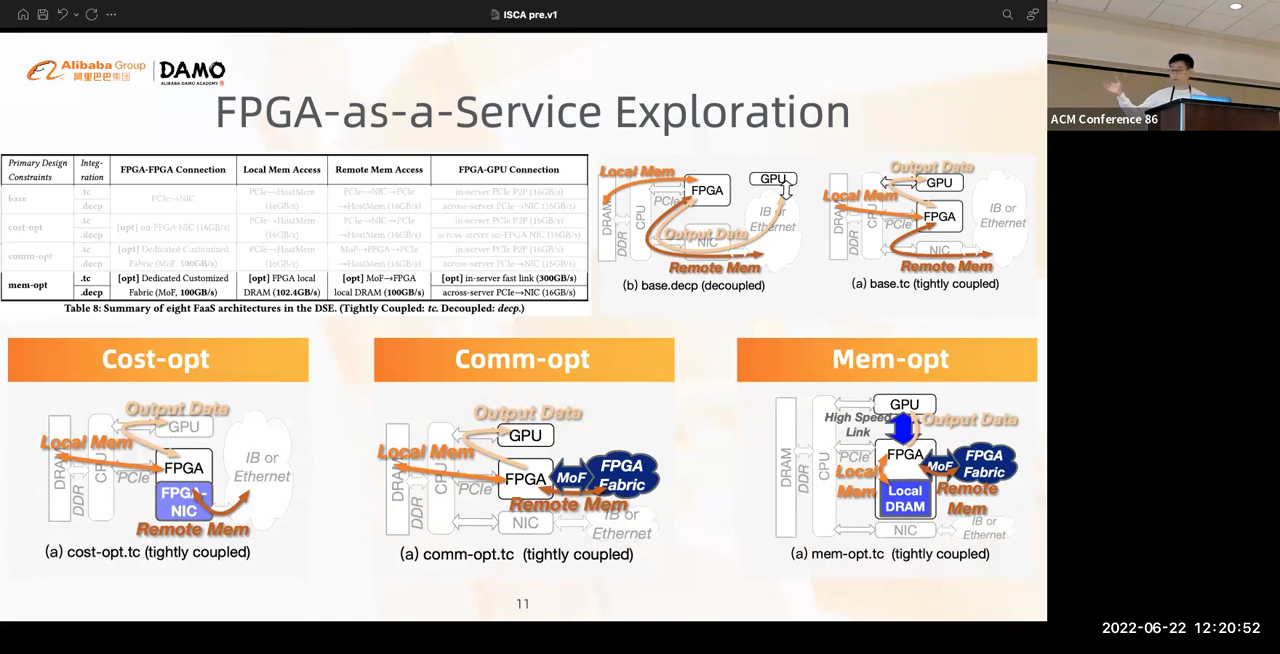 ISCA pre.v1
Alibaba Group
阿里巴巴集团
DAMO
ALIBABA DAMO ACADEMY
FPGA-as-a-Service Exploration
ACM Conference 86
Primary Design Constraints | Integ-ration | FPGA-FPGA Connection | Local Mem Access | Remote Mem Access | FPGA-GPU Connection
base | .tc | PCIe→NIC | PCIe→HostMem | PCIe→NIC→PCIe | in-server PCIe P2P (16GB/s)
.decp | (16GB/s) | →HostMem (16GB/s) | across-server PCIe→NIC (16GB/s)
cost-opt | .tc | [opt] on-FPGA NIC (16GB/s) | PCIe→HostMem | PCIe→NIC→PCIe | in-server PCIe P2P (16GB/s)
.decp | (16GB/s) | →HostMem (16GB/s) | across-server on-FPGA NIC (16GB/s)
comm-opt | .tc | [opt] Dedicated Customized | PCIe→HostMem | MoF→FPGA→PCIe | in-server PCIe P2P (16GB/s)
.decp | Fabric (MoF, 100GB/s) | (16GB/s) | →HostMem (16GB/s) | across-server PCIe→NIC (16GB/s)
mem-opt | .tc | [opt] Dedicated Customized | [opt] FPGA local | [opt] MoF→FPGA | [opt] in-server fast link (300GB/s)
.decp | Fabric (MoF, 100GB/s) | DRAM (102.4GB/s) | local DRAM (100GB/s) | across-server PCIe→NIC (16GB/s)
Table 8: Summary of eight FaaS architectures in the DSE. (Tightly Coupled: tc. Decoupled: decp.)
Local Mem
FPGA
GPU
DRAM
DDR
CPU
PCIe
IB or
Ethernet
Output Data
NIC
Remote Mem
(b) base.decp (decoupled)
Output Data
Local Mem
GPU
FPGA
DRAM
DDR
CPU
PCIe
IB or
Ethernet
NIC
Remote Mem
(a) base.tc (tightly coupled)
Cost-opt
Output Data
GPU
Local Mem
FPGA
DRAM
DDR
CPU
PCIe
IB or
Ethernet
FPGA-
NIC
Remote Mem
(a) cost-opt.tc (tightly coupled)
Comm-opt
Output Data
GPU
Local Mem
FPGA
MoF
FPGA
Fabric
DRAM
DDR
CPU
PCIe
Remote Mem
NIC
IB or
Ethernet
(a) comm-opt.tc (tightly coupled)
Mem-opt
GPU
High Speed
Link
Output Data
FPGA
MoF
FPGA
Fabric
DRAM
DDR
CPU
PCIe
Local
Mem
Local
DRAM
Remote
Mem
NIC
IB or
Ethernet
(a) mem-opt.tc (tightly coupled)
11
2022-06-22 12:20:52